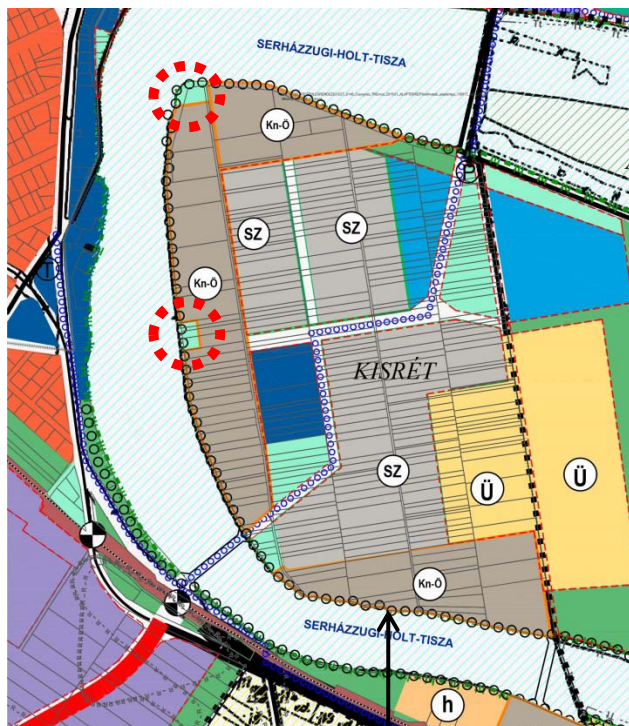 SERHÁZZUGI-HOLT-TISZA
Kn-Ö
P
SZ
SZ
Kn-Ö
T
KISRÉT
SZ
Ü
Ü
Kn-Ö
SERHÁZZUGI-HOLT-TISZA
h